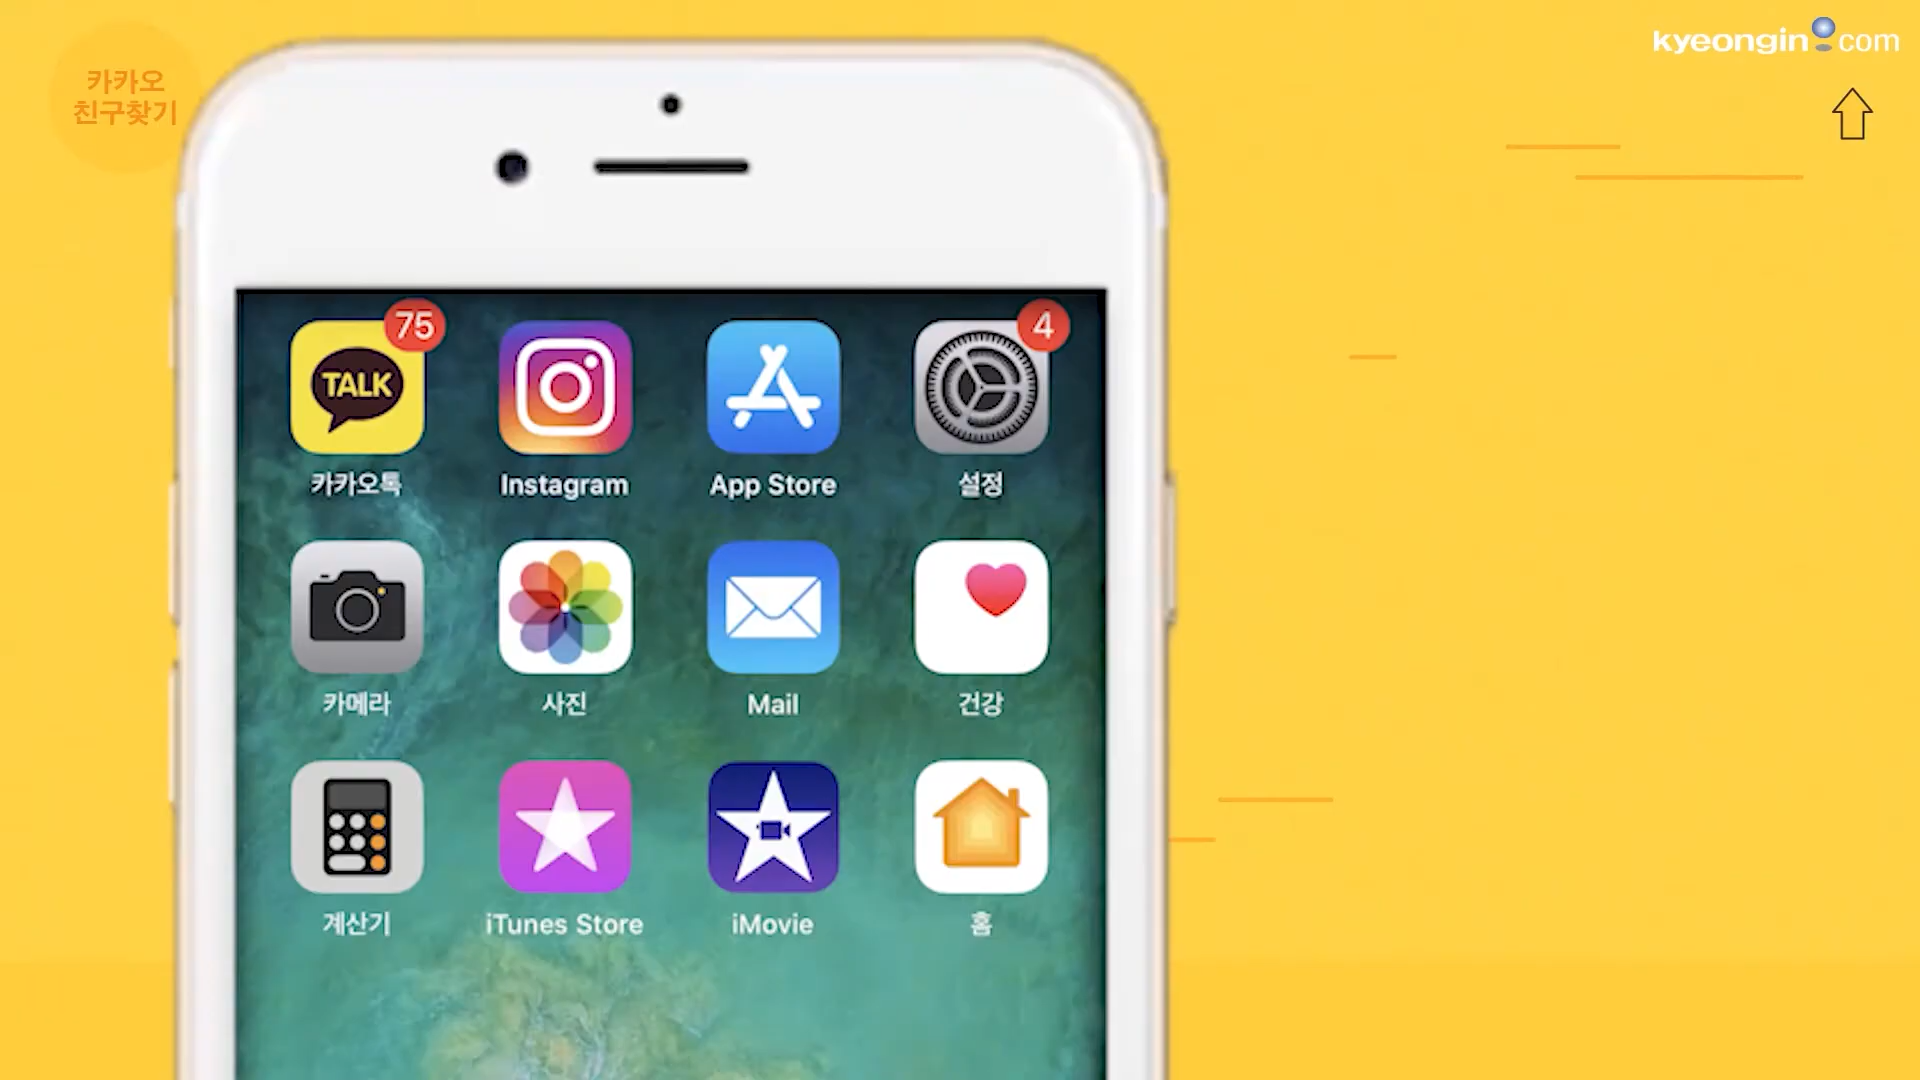 카카오
친구찾기
kyeongin.com
75
4
TALK
카카오톡
Instagram
App Store
설정
카메라
사진
Mail
건강
계산기
iTunes Store
iMovie
홈